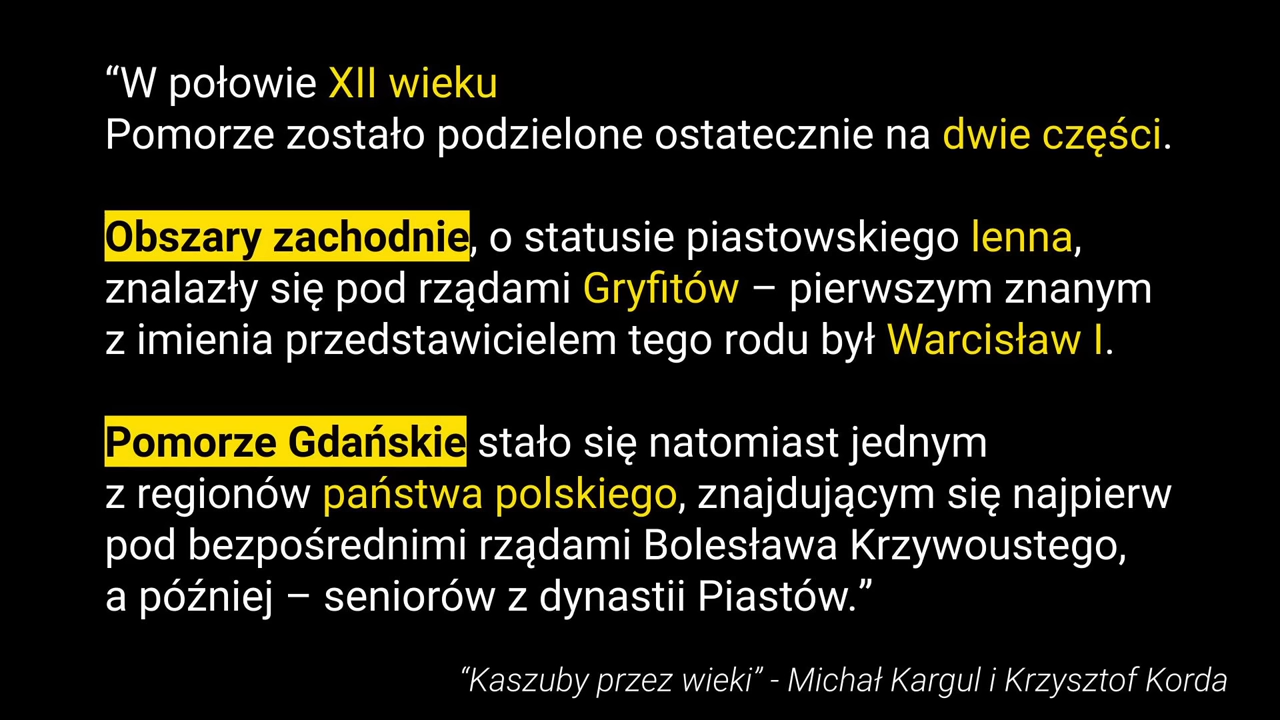 “W połowie XII wieku
Pomorze zostało podzielone ostatecznie na dwie części.
Obszary zachodnie, o statusie piastowskiego lenna,
znalazły się pod rządami Gryfitów – pierwszym znanym
z imienia przedstawicielem tego rodu był Warcisław I.
Pomorze Gdańskie stało się natomiast jednym
z regionów państwa polskiego, znajdującym się najpierw
pod bezpośrednimi rządami Bolesława Krzywoustego,
a później – seniorów z dynastii Piastów.”
“Kaszuby przez wieki” - Michał Kargul i Krzysztof Korda